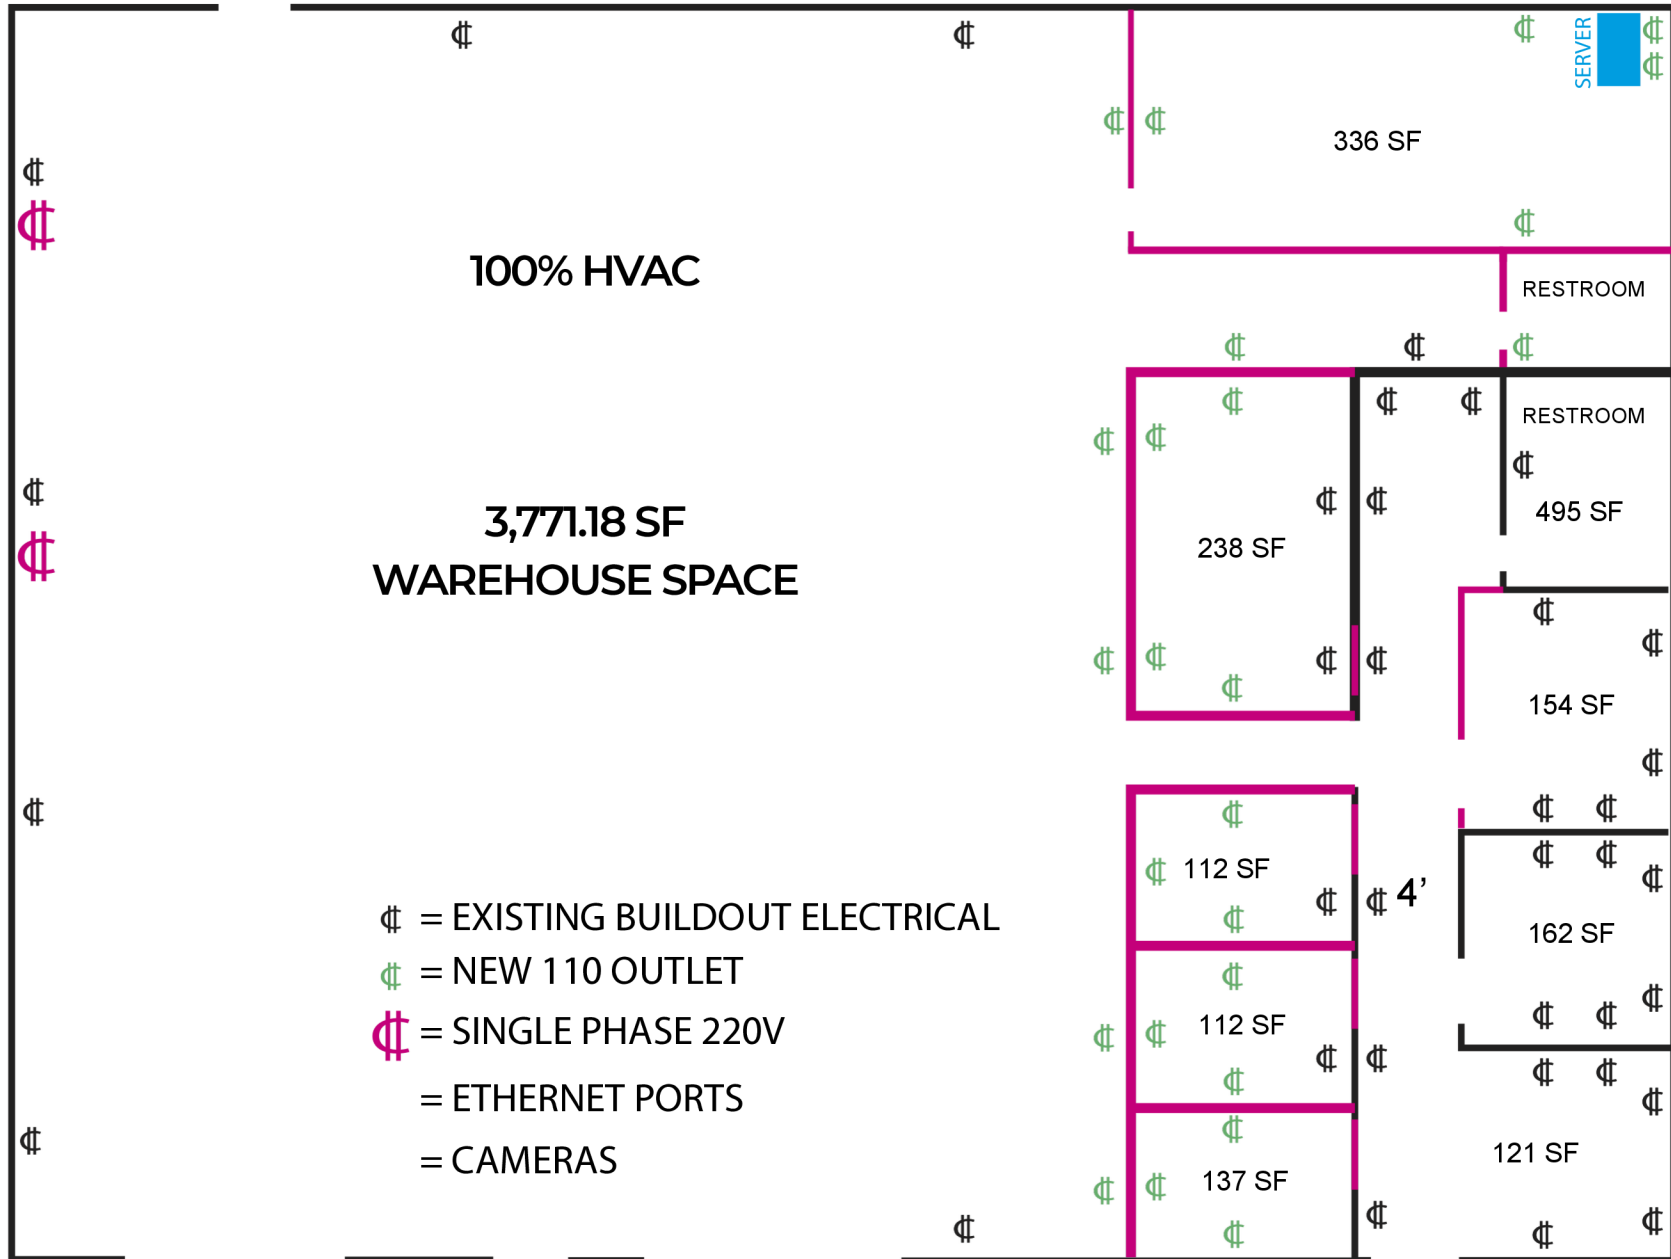 SERVER
336 SF
100% HVAC
RESTROOM
RESTROOM
3,771.18 SF
WAREHOUSE SPACE
495 SF
238 SF
154 SF
112 SF
4’
= EXISTING BUILDOUT ELECTRICAL
162 SF
= NEW 110 OUTLET
112 SF
= SINGLE PHASE 220V
= ETHERNET PORTS
121 SF
= CAMERAS
137 SF